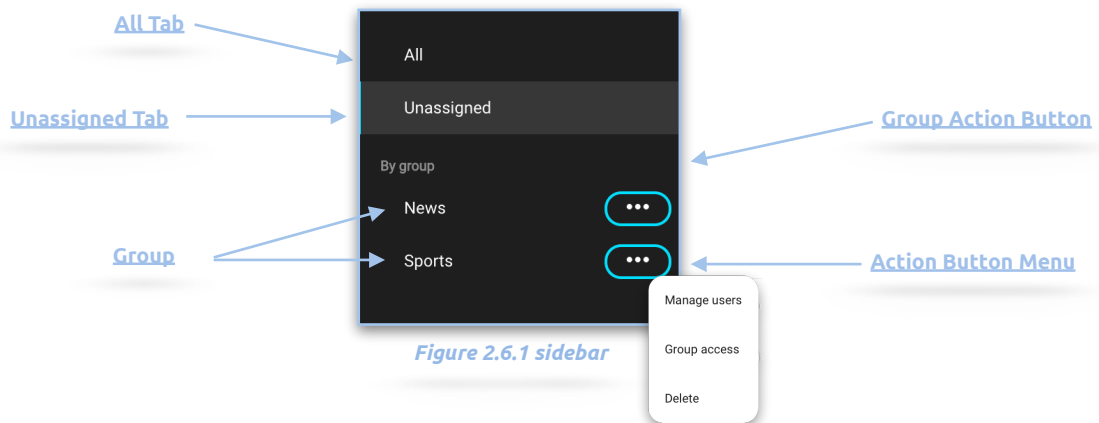 All Tab
All
Unassigned Tab
Unassigned
Group Action Button
By group
News
Group
Sports
Action Button Menu
Manage users
Figure 2.6.1 sidebar
Group access
Delete